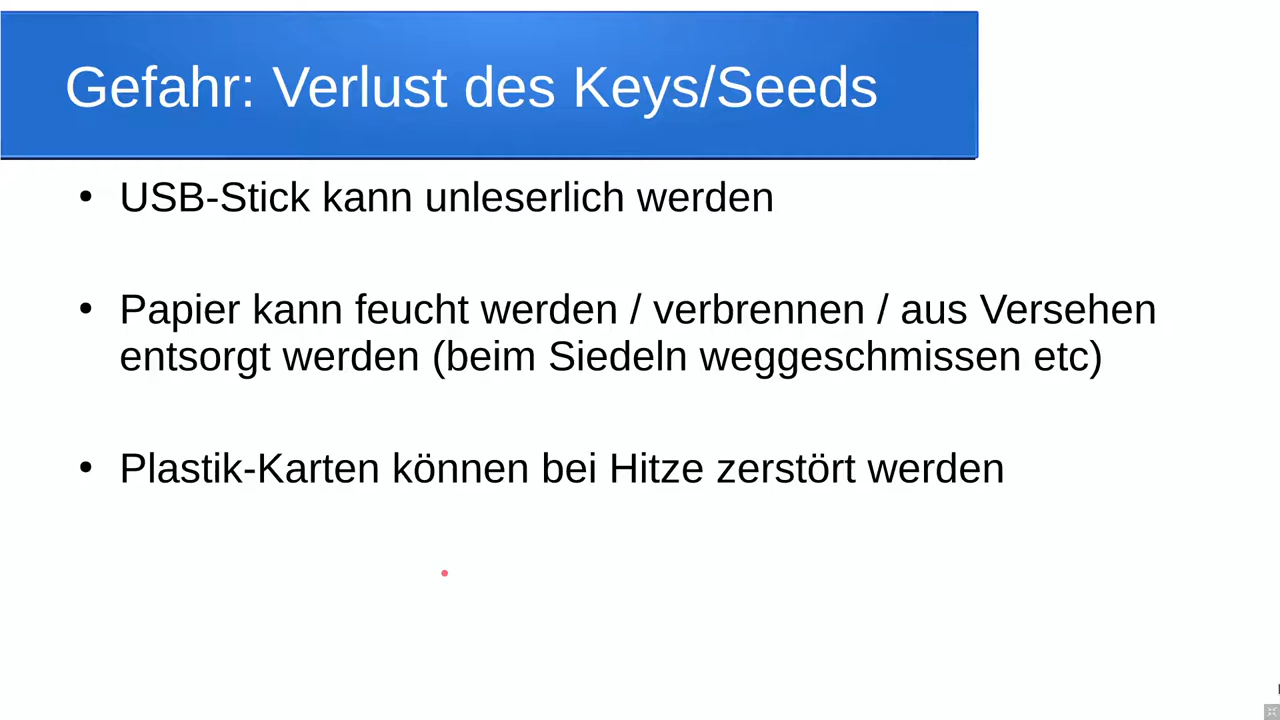 Gefahr: Verlust des Keys/Seeds
• USB-Stick kann unleserlich werden
• Papier kann feucht werden / verbrennen / aus Versehen
entsorgt werden (beim Siedeln weggeschmissen etc)
• Plastik-Karten können bei Hitze zerstört werden